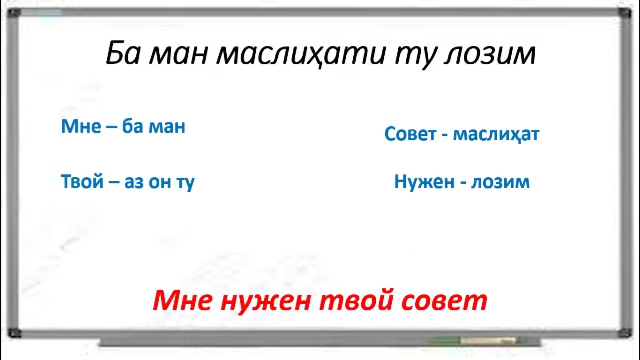 Ба ман маслиҳати ту лозим
Мне – ба ман
Совет - маслиҳат
Твой – аз он ту
Нужен - лозим
Мне нужен твой совет